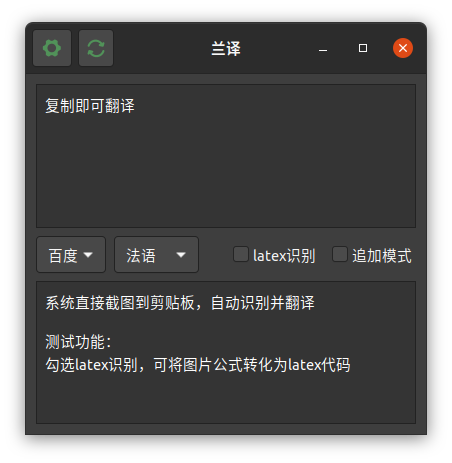 兰译
复制即可翻译
百度
法语
latex识别
追加模式
系统直接截图到剪贴板，自动识别并翻译
测试功能：
勾选latex识别，可将图片公式转化为latex代码